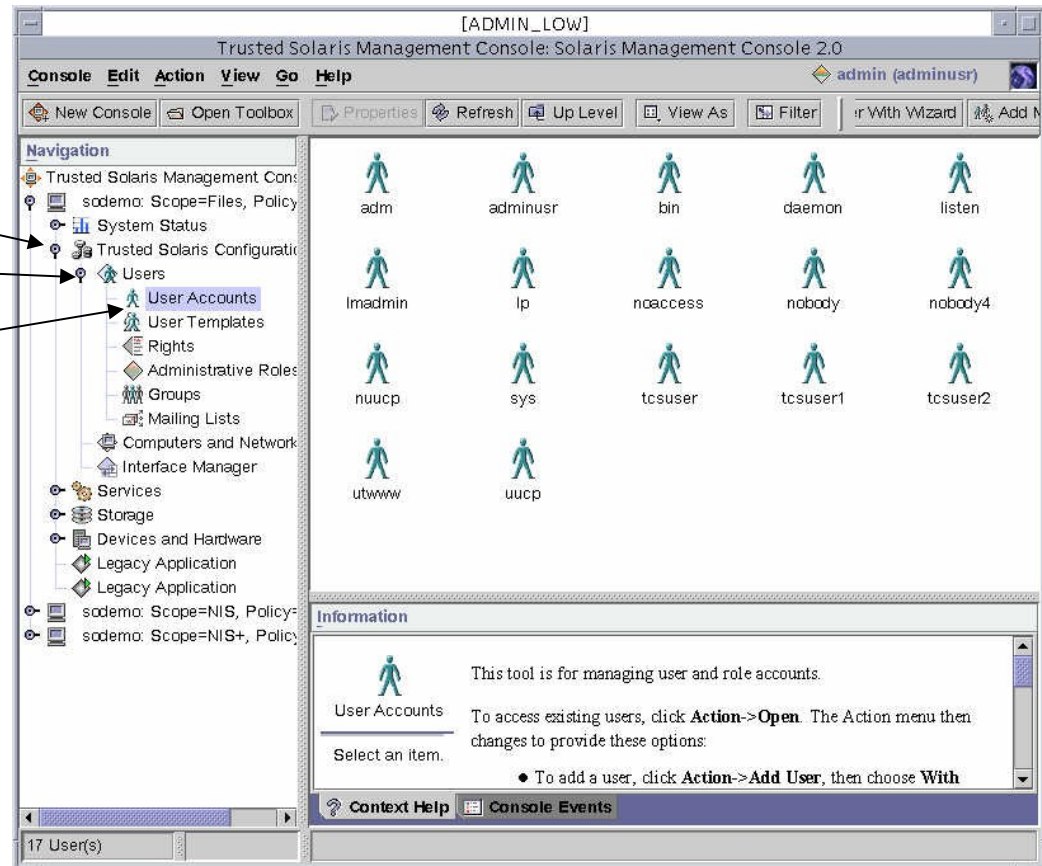 [ADMIN_LOW]
Trusted Solaris Management Console: Solaris Management Console 2.0
Console Edit Action View Go Help
admin (adminusr)
New Console Open Toolbox Properties Refresh Up Level View As Filter r With Wizard Add
Navigation
Trusted Solaris Management Cons
sodemo: Scope=Files, Policy
System Status
Trusted Solaris Configuratio
Users
User Accounts
User Templates
Rights
Administrative Roles
Groups
Mailing Lists
Computers and Network
Interface Manager
Services
Storage
Devices and Hardware
Legacy Application
Legacy Application
sodemo: Scope=NIS, Policy=
sodemo: Scope=NIS+, Policy
adm adminusr bin daemon listen
lmadmin lp noaccess nobody nobody4
nuucp sys tcsuser tcsuser1 tcsuser2
utwww uucp
Information
User Accounts
Select an item.
This tool is for managing user and role accounts.
To access existing users, click Action->Open. The Action menu then
changes to provide these options:
● To add a user, click Action->Add User, then choose With
Context Help Console Events
17 User(s)